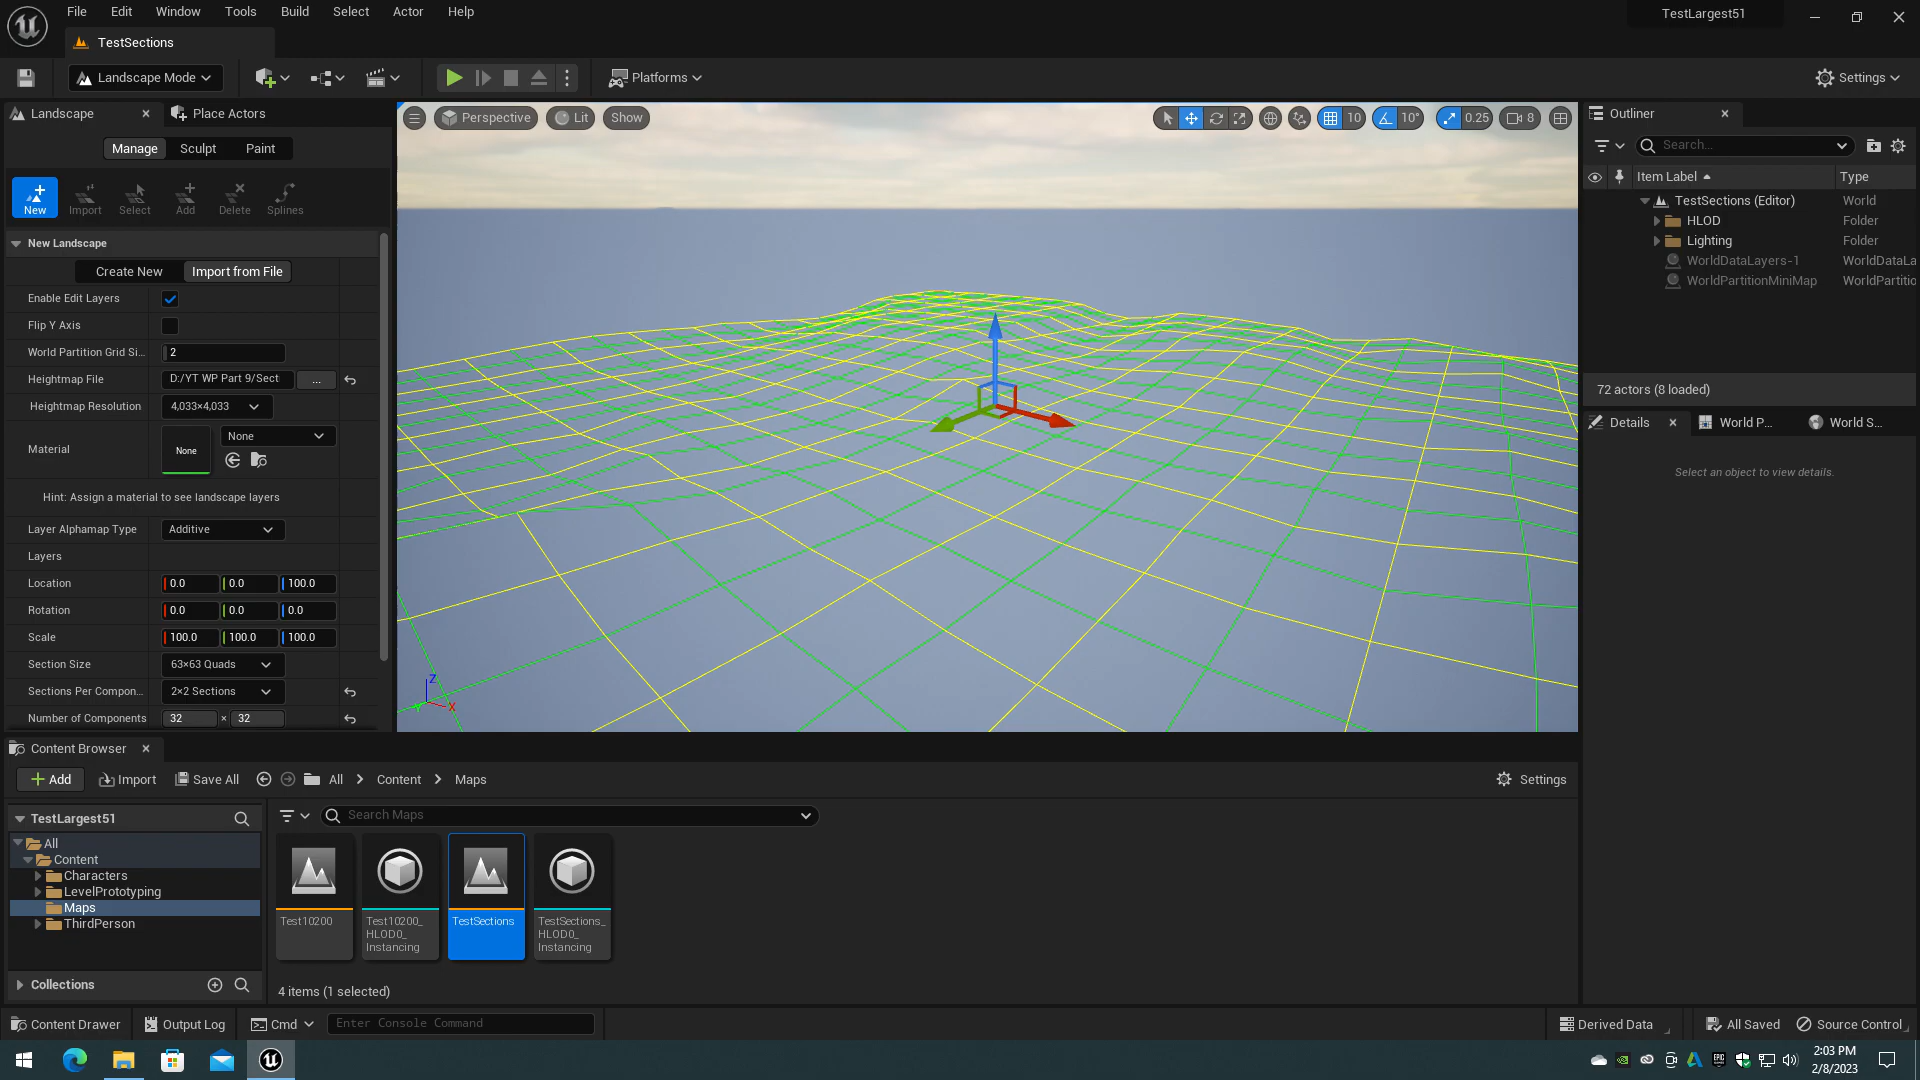 File Edit Window Tools Build Select Actor Help
TestLargest51
TestSections
Landscape Mode
Platforms
Settings
Landscape
Place Actors
Manage Sculpt Paint
New Import Select Add Delete Splines
New Landscape
Create New Import from File
Enable Edit Layers
Flip Y Axis
World Partition Grid Si... 2
Heightmap File D:/YT WP Part 9/Sect ...
Heightmap Resolution 4,033×4,033
Material None None
Hint: Assign a material to see landscape layers
Layer Alphamap Type Additive
Layers
Location 0.0 0.0 100.0
Rotation 0.0 0.0 0.0
Scale 100.0 100.0 100.0
Section Size 63×63 Quads
Sections Per Compon... 2×2 Sections
Number of Components 32 × 32
Perspective Lit Show
10 10° 0.25 8
Z
Y X
Outliner
Search...
Item Label Type
TestSections (Editor) World
HLOD Folder
Lighting Folder
WorldDataLayers-1 WorldDataLa
WorldPartitionMiniMap WorldPartitio
72 actors (8 loaded)
Details World P... World S...
Select an object to view details.
Content Browser
Add Import Save All All Content Maps
Settings
TestLargest51
All
Content
Characters
LevelPrototyping
Maps
ThirdPerson
Collections
Search Maps
Test10200
Test10200_
HLOD0_
Instancing
TestSections
TestSections_
HLOD0_
Instancing
4 items (1 selected)
Content Drawer Output Log Cmd Enter Console Command
Derived Data All Saved Source Control
2:03 PM
2/8/2023